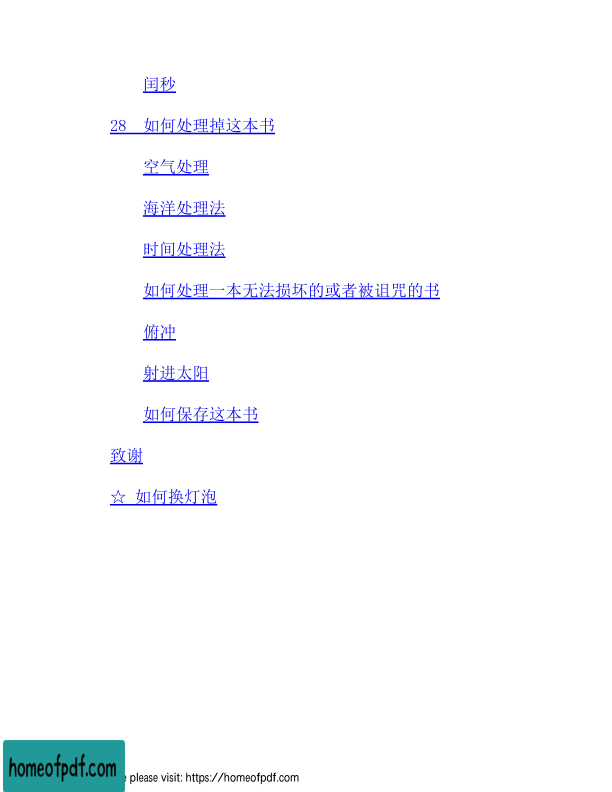 闰秒
28 如何处理掉这本书
空气处理
海洋处理法
时间处理法
如何处理一本无法损坏的或者被诅咒的书
俯冲
射进太阳
如何保存这本书
致谢
☆ 如何换灯泡
homeofpdf.com
please visit: https://homeofpdf.com